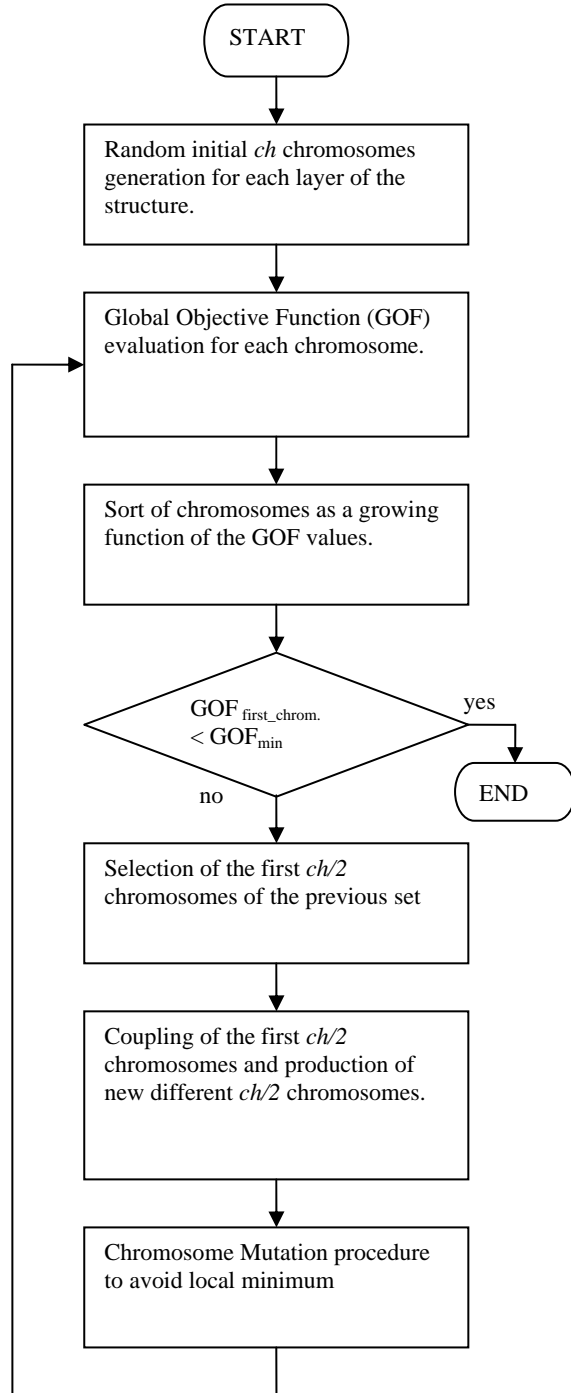 START
Random initial ch chromosomes
generation for each layer of the
structure.
Global Objective Function (GOF)
evaluation for each chromosome.
Sort of chromosomes as a growing
function of the GOF values.
GOF first_chrom.
< GOFmin
yes
END
no
Selection of the first ch/2
chromosomes of the previous set
Coupling of the first ch/2
chromosomes and production of
new different ch/2 chromosomes.
Chromosome Mutation procedure
to avoid local minimum